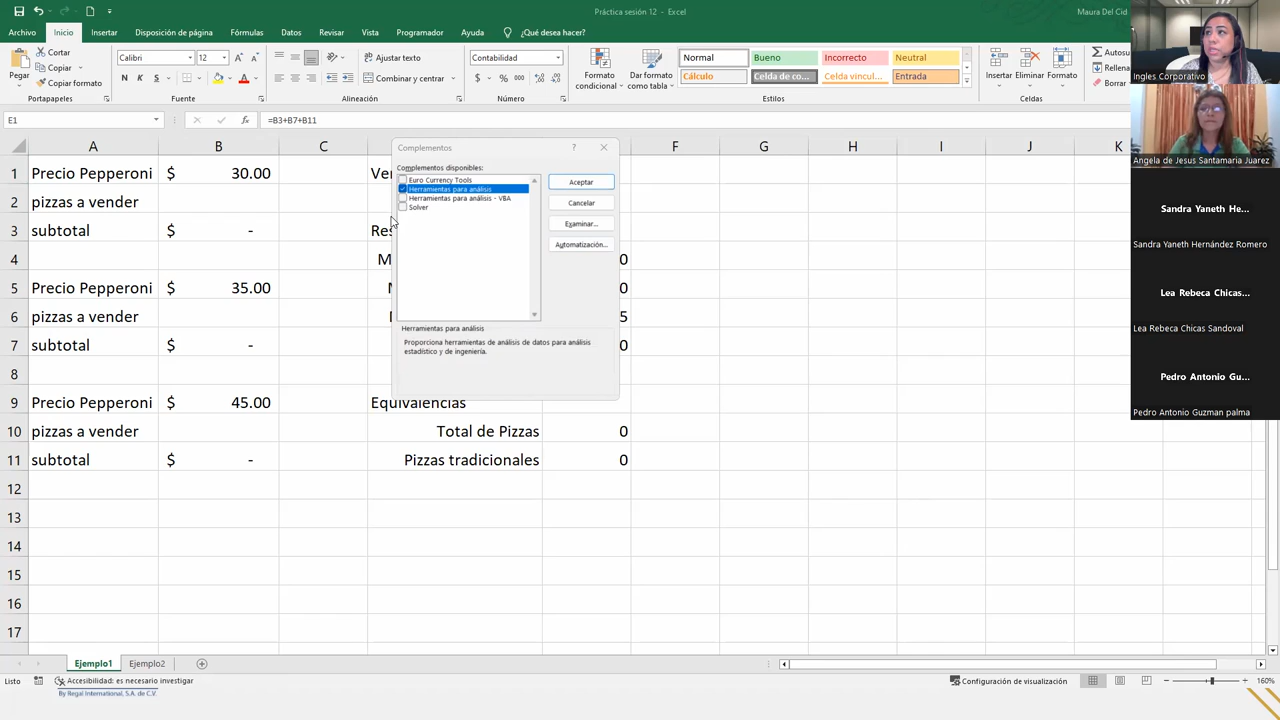 Práctica sesión 12 - Excel
Maura Del Cid
Archivo Inicio Insertar Disposición de página Fórmulas Datos Revisar Vista Programador Ayuda ¿Qué desea hacer?
Pegar
Cortar
Copiar
Copiar formato
Portapapeles
Calibri 12
N K S
Fuente
Ajustar texto
Combinar y centrar
Alineación
Contabilidad
$ % 000
Número
Formato condicional
Dar formato como tabla
Normal Bueno Incorrecto Neutral
Cálculo Celda de co... Celda vincul... Entrada
Estilos
Insertar Eliminar Formato
Celdas
Autosu
Rellena
Borrar
E1 fx =B3+B7+B11
A B C F G H I J K
1 Precio Pepperoni $ 30.00
2 pizzas a vender
3 subtotal $ -
4 0
5 Precio Pepperoni $ 35.00 0
6 pizzas a vender 5
7 subtotal $ - 0
8
9 Precio Pepperoni $ 45.00 Equivalencias
10 pizzas a vender Total de Pizzas 0
11 subtotal $ - Pizzas tradicionales 0
12
13
14
15
16
17
Complementos ? ×
Complementos disponibles:
Euro Currency Tools
Herramientas para análisis
Herramientas para análisis - VBA
Solver
Aceptar
Cancelar
Examinar...
Automatización...
Herramientas para análisis
Proporciona herramientas de análisis de datos para análisis
estadístico y de ingeniería.
Ingles Corporativo
Angela de Jesus Santamaria Juarez
Sandra Yaneth He...
Sandra Yaneth Hernández Romero
Lea Rebeca Chicas...
Lea Rebeca Chicas Sandoval
Pedro Antonio Gu...
Pedro Antonio Guzman palma
Ejemplo1 Ejemplo2
Listo Accesibilidad: es necesario investigar Configuración de visualización 160%
By Regal International, S.A. de C.V.